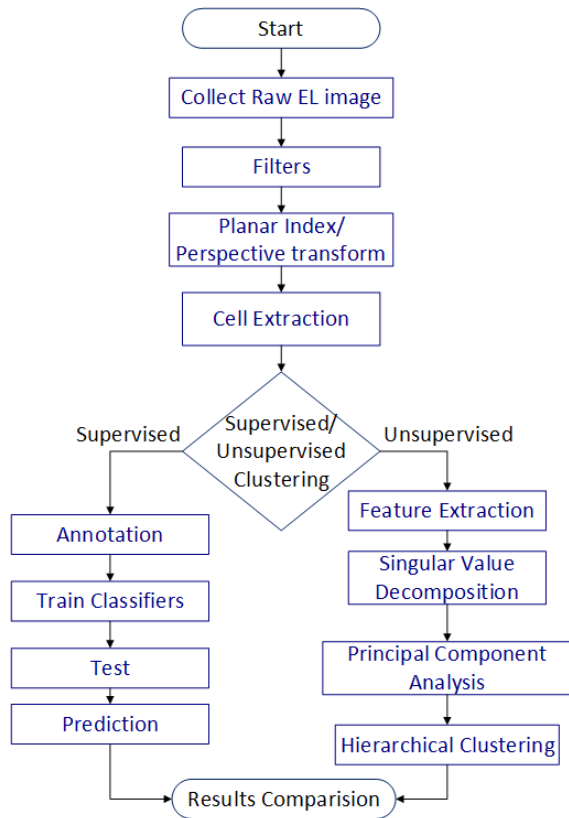 Start
Collect Raw EL image
Filters
Planar Index/
Perspective transform
Cell Extraction
Supervised/
Unsupervised
Clustering
Supervised
Unsupervised
Annotation
Train Classifiers
Test
Prediction
Feature Extraction
Singular Value
Decomposition
Principal Component
Analysis
Hierarchical Clustering
Results Comparision